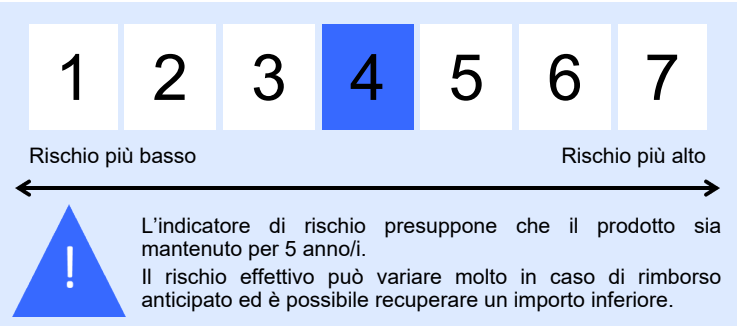 1 2 3 4 5 6 7
Rischio più basso Rischio più alto
!
L'indicatore di rischio presuppone che il prodotto sia
mantenuto per 5 anno/i.
Il rischio effettivo può variare molto in caso di rimborso
anticipato ed è possibile recuperare un importo inferiore.